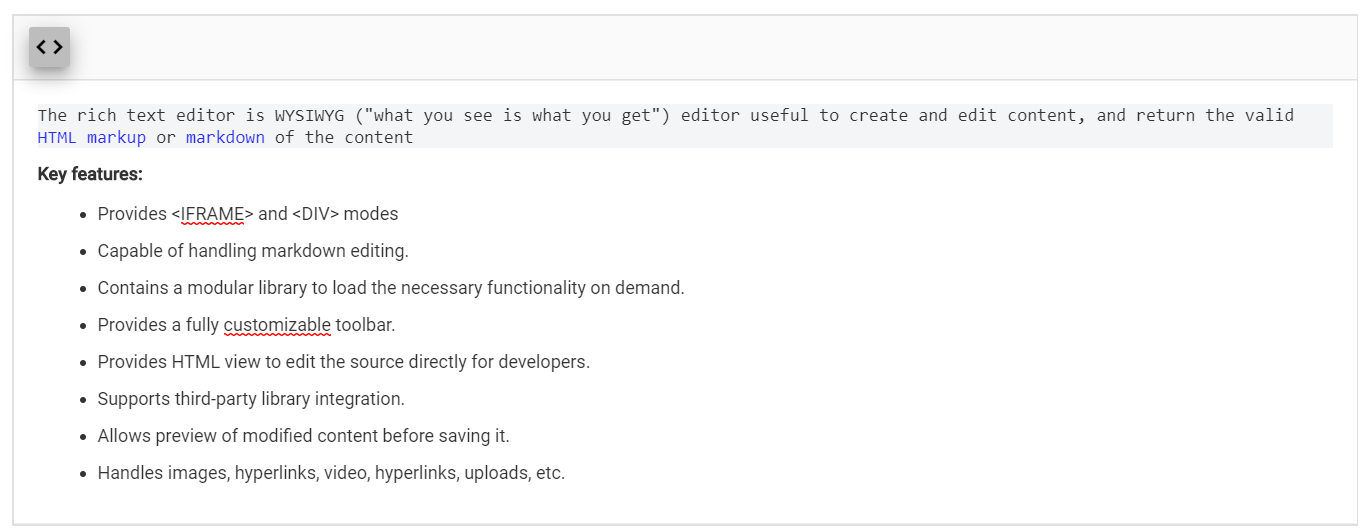 The rich text editor is WYSIWYG ("what you see is what you get") editor useful to create and edit content, and return the valid
HTML markup or markdown of the content
Key features:
Provides <IFRAME> and <DIV> modes
Capable of handling markdown editing.
Contains a modular library to load the necessary functionality on demand.
Provides a fully customizable toolbar.
Provides HTML view to edit the source directly for developers.
Supports third-party library integration.
Allows preview of modified content before saving it.
Handles images, hyperlinks, video, hyperlinks, uploads, etc.